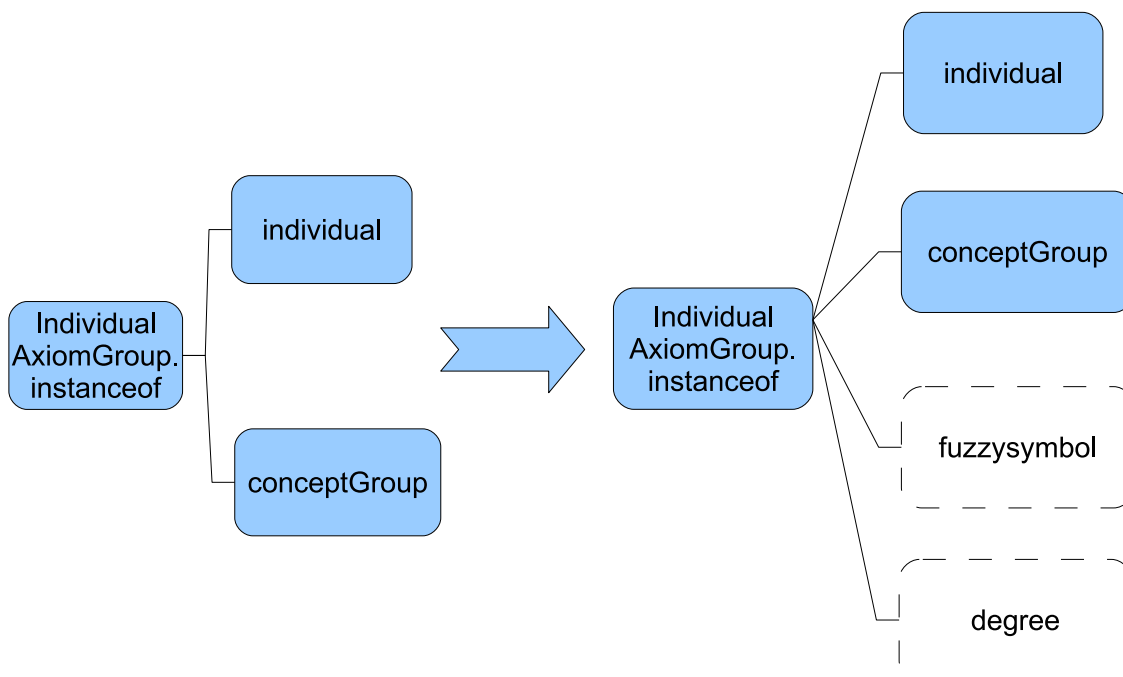 individual
conceptGroup
Individual
AxiomGroup.
instanceof
individual
conceptGroup
Individual
AxiomGroup.
instanceof
fuzzysymbol
degree